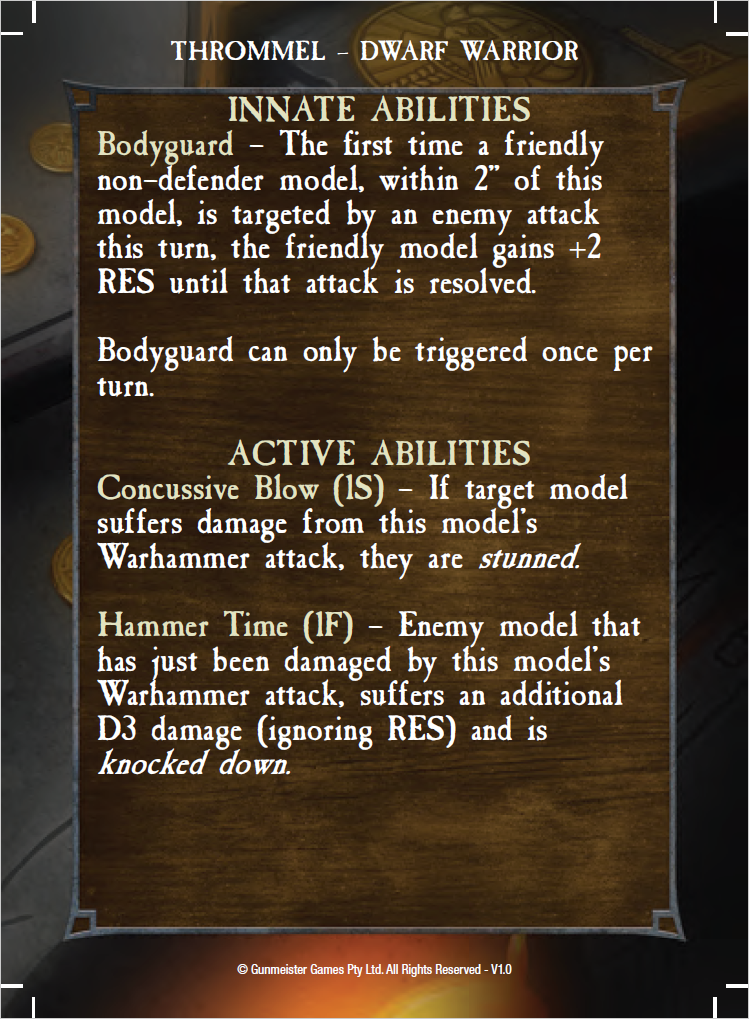 THROMMEL – DWARF WARRIOR
INNATE ABILITIES
Bodyguard – The first time a friendly
non-defender model, within 2” of this
model, is targeted by an enemy attack
this turn, the friendly model gains +2
RES until that attack is resolved.
Bodyguard can only be triggered once per
turn.
ACTIVE ABILITIES
Concussive Blow (1S) – If target model
suffers damage from this model's
Warhammer attack, they are stunned.
Hammer Time (1F) – Enemy model that
has just been damaged by this model's
Warhammer attack, suffers an additional
D3 damage (ignoring RES) and is
knocked down.
© Gunmeister Games Pty Ltd. All Rights Reserved - V1.0